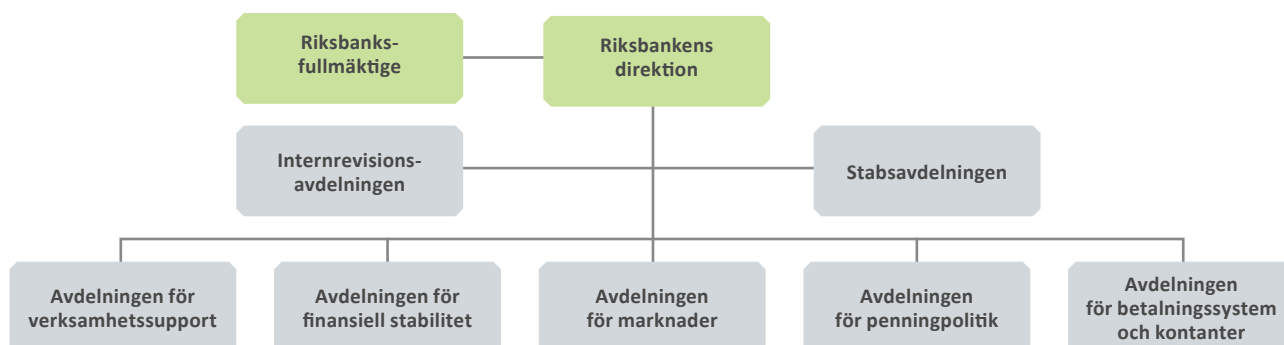 Riksbanks-
fullmäktige
Riksbankens
direktion
Internrevisions-
avdelningen
Stabsavdelningen
Avdelningen för
verksamhetssupport
Avdelningen för
finansiell stabilitet
Avdelningen
för marknader
Avdelningen
för penningpolitik
Avdelningen
för betalningssystem
och kontanter